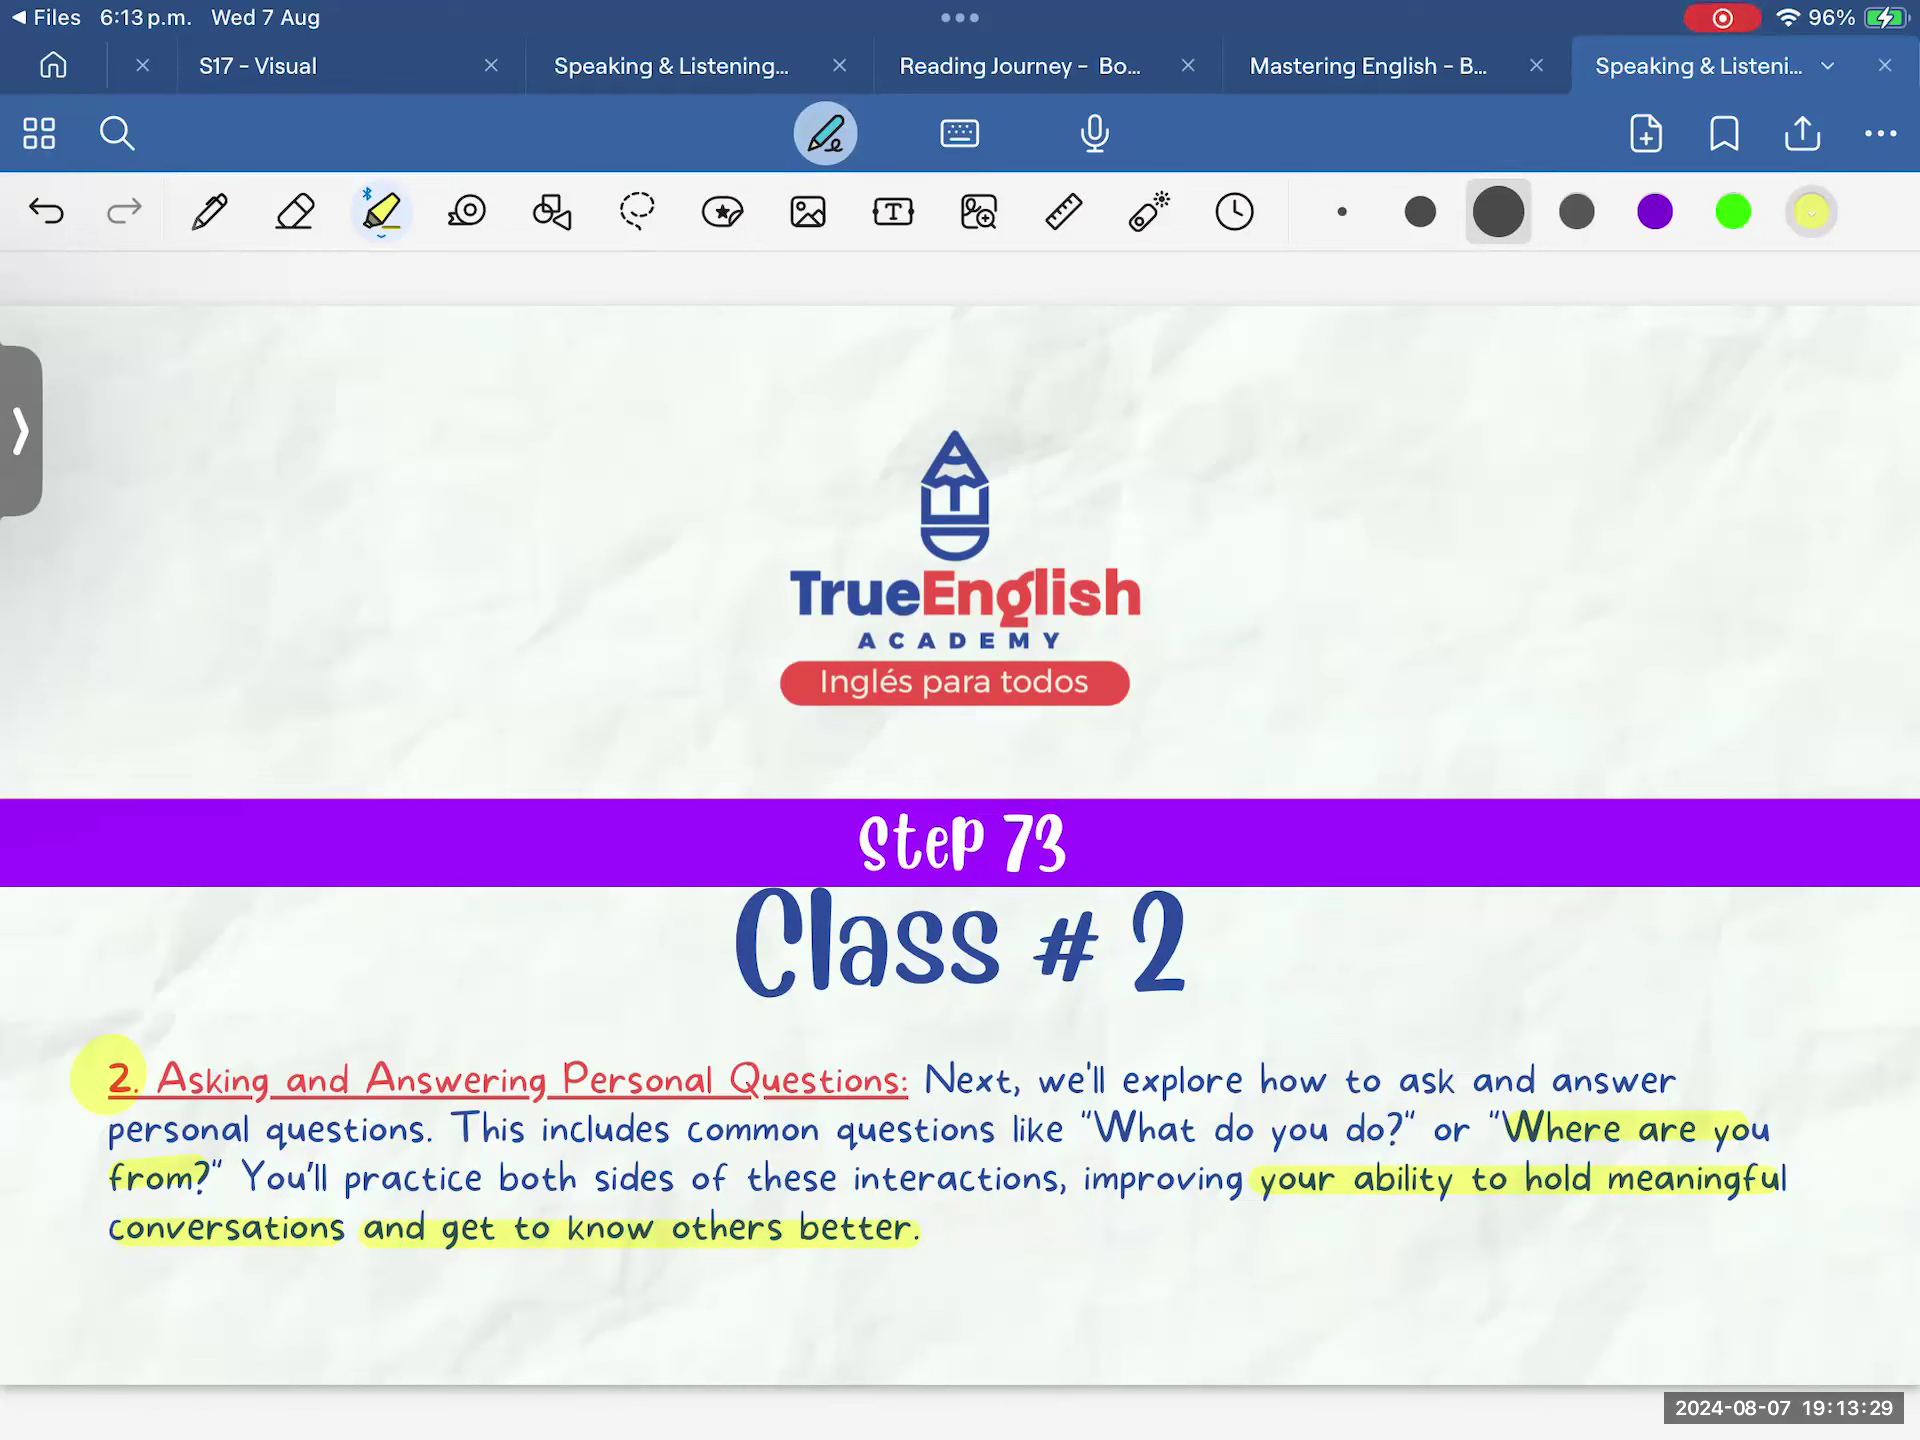 Files 6:13 p.m. Wed 7 Aug 96%
S17 - Visual Speaking & Listening... Reading Journey - Bo... Mastering English - B... Speaking & Listeni...
TrueEnglish
ACADEMY
Inglés para todos
Step 73
Class # 2
2. Asking and Answering Personal Questions: Next, we'll explore how to ask and answer
personal questions. This includes common questions like "What do you do?" or "Where are you
from?" You'll practice both sides of these interactions, improving your ability to hold meaningful
conversations and get to know others better.
2024-08-07 19:13:29